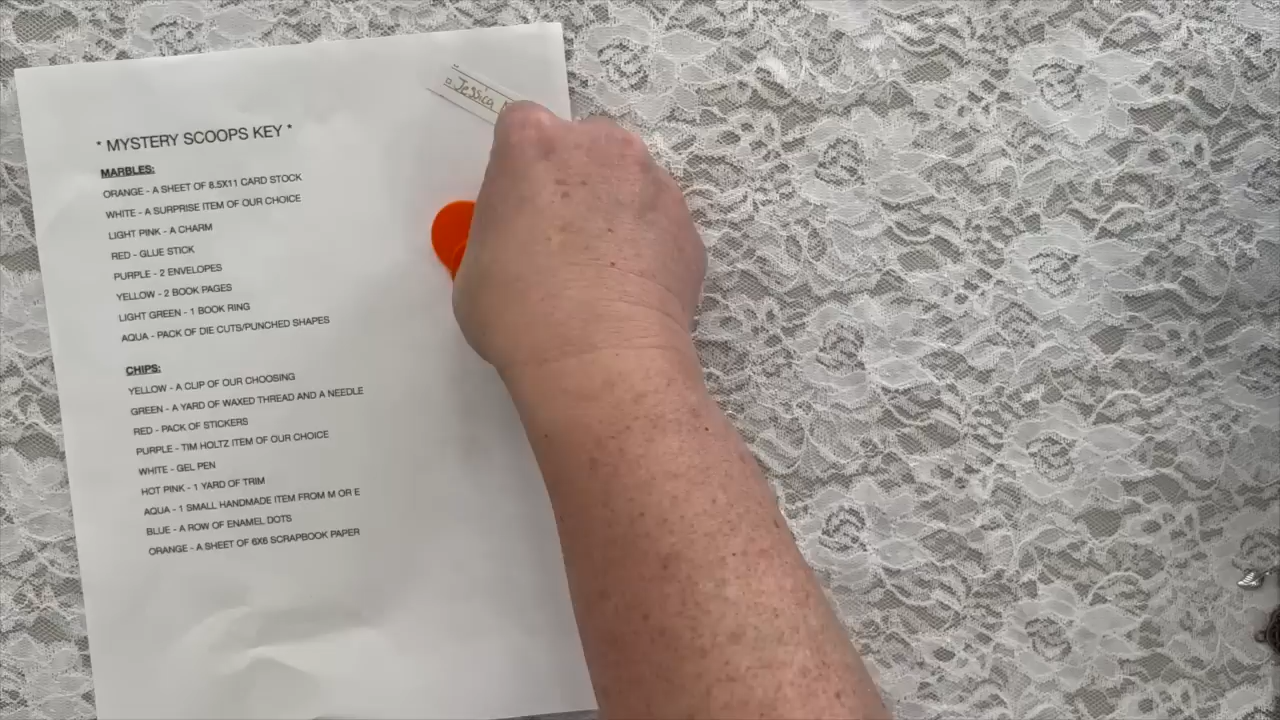 Jessica
* MYSTERY SCOOPS KEY *
MARBLES:
ORANGE - A SHEET OF 8.5X11 CARD STOCK
WHITE - A SURPRISE ITEM OF OUR CHOICE
LIGHT PINK - A CHARM
RED - GLUE STICK
PURPLE - 2 ENVELOPES
YELLOW - 2 BOOK PAGES
LIGHT GREEN - 1 BOOK RING
AQUA - PACK OF DIE CUTS/PUNCHED SHAPES
CHIPS:
YELLOW - A CLIP OF OUR CHOOSING
GREEN - A YARD OF WAXED THREAD AND A NEEDLE
RED - PACK OF STICKERS
PURPLE - TIM HOLTZ ITEM OF OUR CHOICE
WHITE - GEL PEN
HOT PINK - 1 YARD OF TRIM
AQUA - 1 SMALL HANDMADE ITEM FROM M OR E
BLUE - A ROW OF ENAMEL DOTS
ORANGE - A SHEET OF 6X6 SCRAPBOOK PAPER